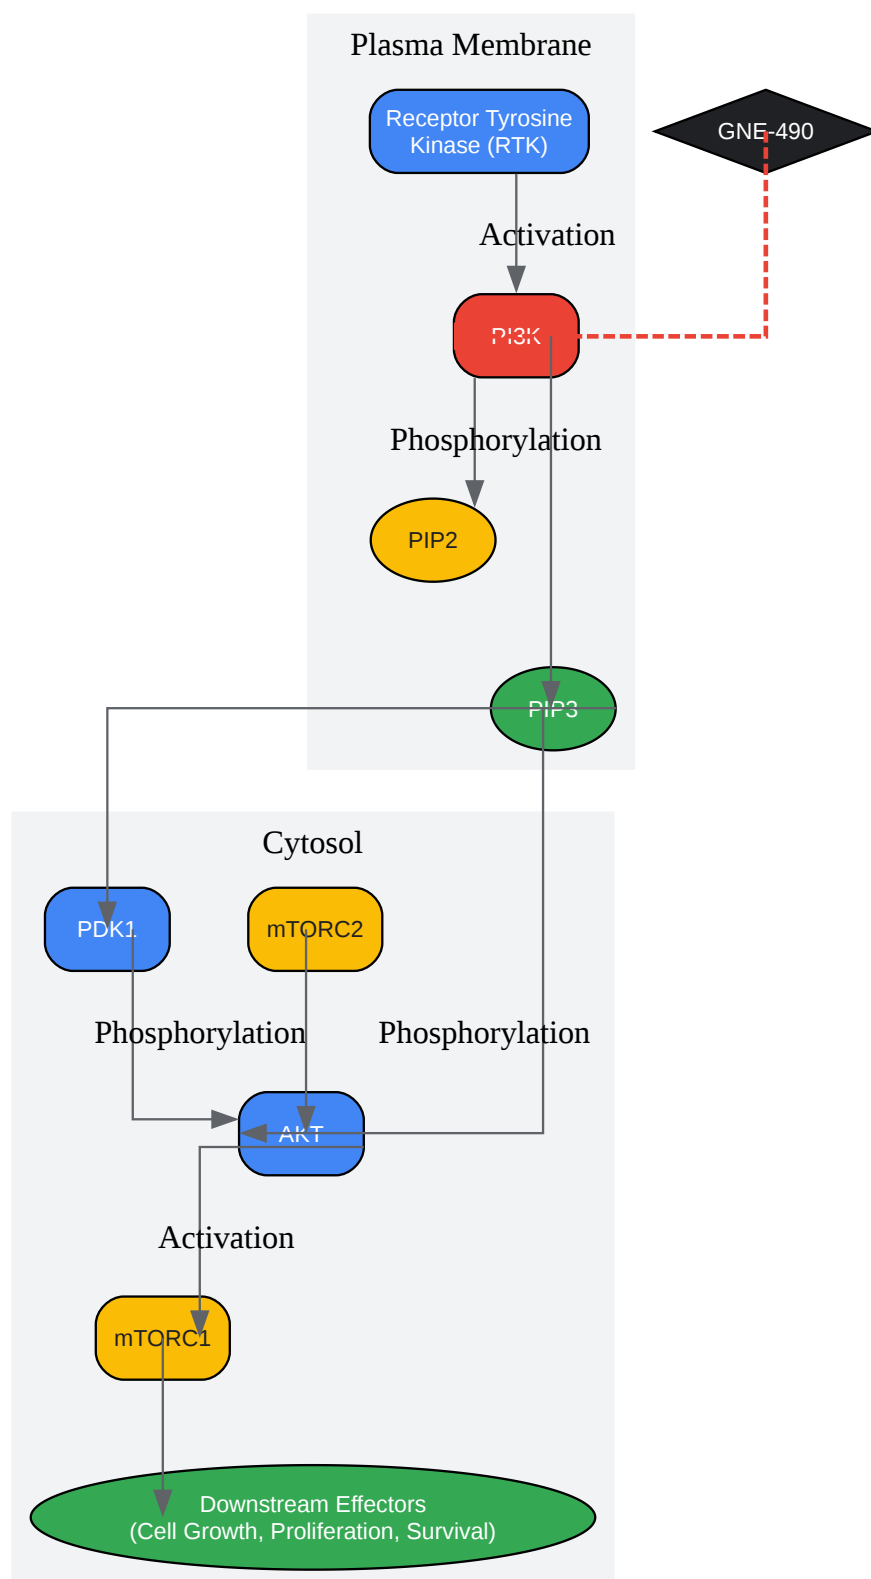 Plasma Membrane
Receptor Tyrosine
Kinase (RTK)
GNE-490
Activation
PI3K
Phosphorylation
PIP2
PIP3
Cytosol
PDK1
mTORC2
Phosphorylation
Phosphorylation
AKT
Activation
mTORC1
Downstream Effectors
(Cell Growth, Proliferation, Survival)